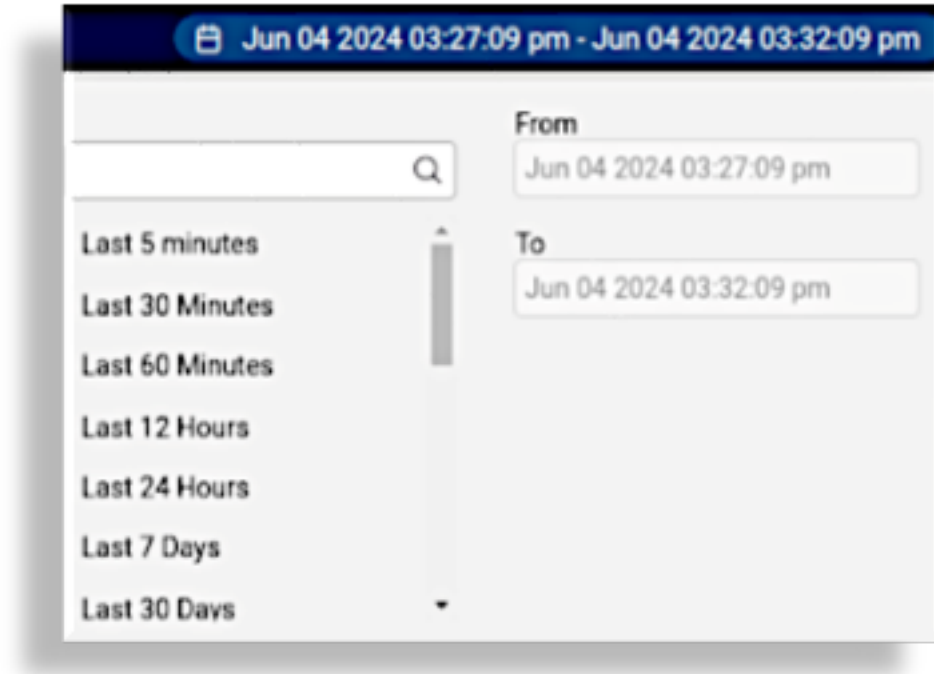 Jun 04 2024 03:27:09 pm - Jun 04 2024 03:32:09 pm
From
Jun 04 2024 03:27:09 pm
Last 5 minutes
To
Last 30 Minutes
Jun 04 2024 03:32:09 pm
Last 60 Minutes
Last 12 Hours
Last 24 Hours
Last 7 Days
Last 30 Days